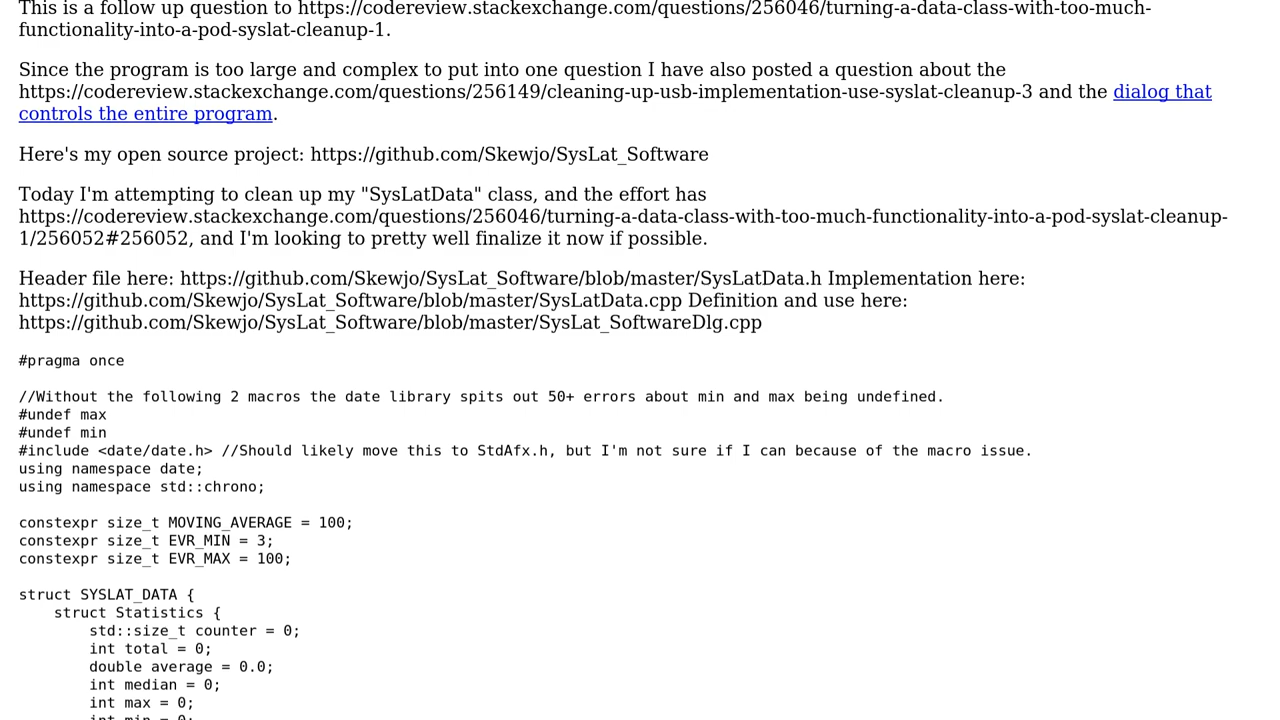 This is a follow up question to https://codereview.stackexchange.com/questions/256046/turning-a-data-class-with-too-much-
functionality-into-a-pod-syslat-cleanup-1.
Since the program is too large and complex to put into one question I have also posted a question about the
https://codereview.stackexchange.com/questions/256149/cleaning-up-usb-implementation-use-syslat-cleanup-3 and the dialog that
controls the entire program.
Here's my open source project: https://github.com/Skewjo/SysLat_Software
Today I'm attempting to clean up my "SysLatData" class, and the effort has
https://codereview.stackexchange.com/questions/256046/turning-a-data-class-with-too-much-functionality-into-a-pod-syslat-cleanup-
1/256052#256052, and I'm looking to pretty well finalize it now if possible.
Header file here: https://github.com/Skewjo/SysLat_Software/blob/master/SysLatData.h Implementation here:
https://github.com/Skewjo/SysLat_Software/blob/master/SysLatData.cpp Definition and use here:
https://github.com/Skewjo/SysLat_Software/blob/master/SysLat_SoftwareDlg.cpp
#pragma once
//Without the following 2 macros the date library spits out 50+ errors about min and max being undefined.
#undef max
#undef min
#include <date/date.h> //Should likely move this to StdAfx.h, but I'm not sure if I can because of the macro issue.
using namespace date;
using namespace std::chrono;
constexpr size_t MOVING_AVERAGE = 100;
constexpr size_t EVR_MIN = 3;
constexpr size_t EVR_MAX = 100;
struct SYSLAT_DATA {
    struct Statistics {
        std::size_t counter = 0;
        int total = 0;
        double average = 0.0;
        int median = 0;
        int max = 0;
        int min = 0;